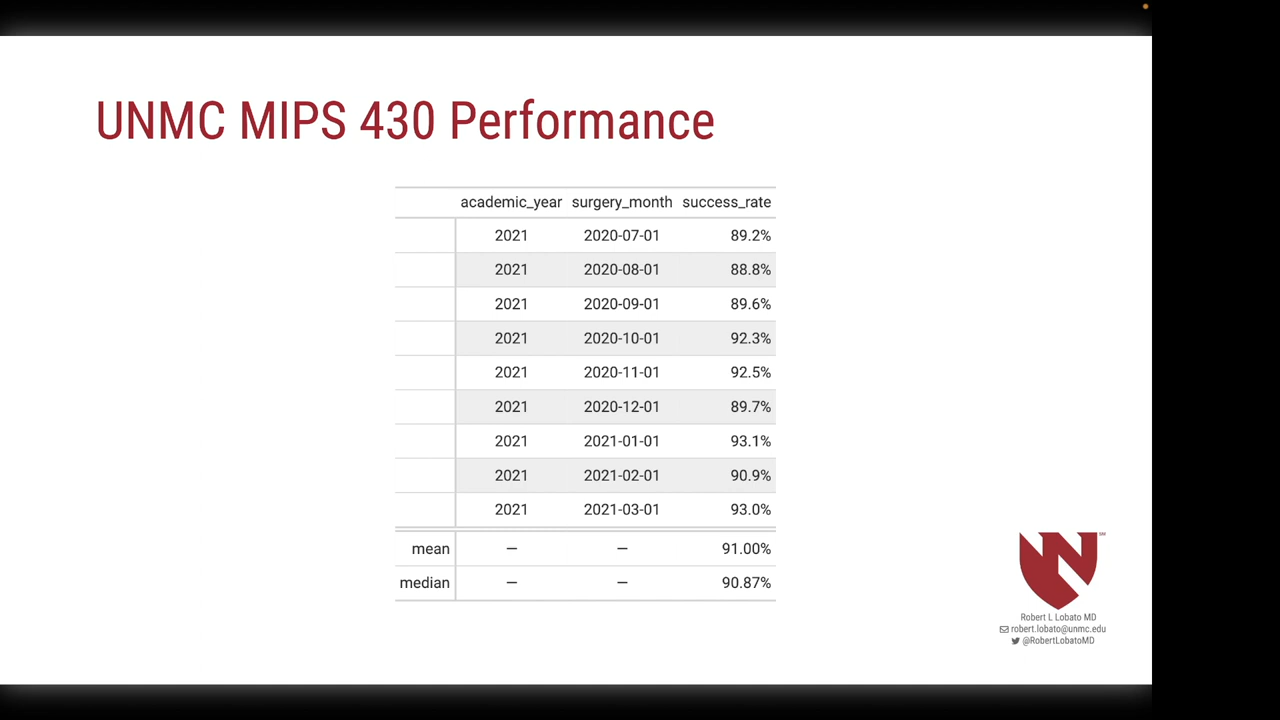 UNMC MIPS 430 Performance
academic_year surgery_month success_rate
2021 2020-07-01 89.2%
2021 2020-08-01 88.8%
2021 2020-09-01 89.6%
2021 2020-10-01 92.3%
2021 2020-11-01 92.5%
2021 2020-12-01 89.7%
2021 2021-01-01 93.1%
2021 2021-02-01 90.9%
2021 2021-03-01 93.0%
mean — — 91.00%
median — — 90.87%
SM
Robert L Lobato MD
robert.lobato@unmc.edu
@RobertLobatoMD